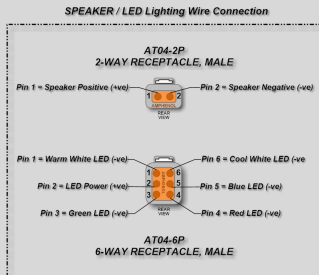 SPEAKER / LED Lighting Wire Connection
AT04-2P
2-WAY RECEPTACLE, MALE
Pin 1 = Speaker Positive (+ve)
1 2
Pin 2 = Speaker Negative (-ve)
AMPHENOL
REAR
VIEW
Pin 1 = Warm White LED (-ve)
1 6
Pin 6 = Cool White LED (-ve
Pin 2 = LED Power (+ve)
2 5
Pin 5 = Blue LED (-ve)
Pin 3 = Green LED (-ve)
3 4
Pin 4 = Red LED (-ve)
REAR
VIEW
AT04-6P
6-WAY RECEPTACLE, MALE